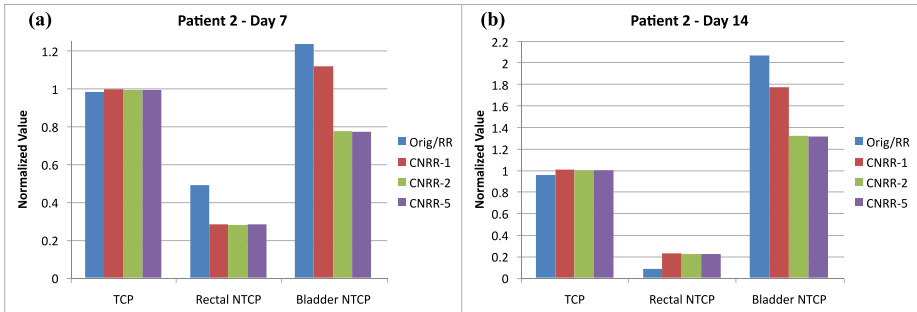 (a)
Patient 2 - Day 7
Normalized Value
1.2
1
0.8
0.6
0.4
0.2
0
TCP
Rectal NTCP
Bladder NTCP
Orig/RR
CNRR-1
CNRR-2
CNRR-5
(b)
Patient 2 - Day 14
Normalized Value
2.2
2
1.8
1.6
1.4
1.2
1
0.8
0.6
0.4
0.2
0
TCP
Rectal NTCP
Bladder NTCP
Orig/RR
CNRR-1
CNRR-2
CNRR-5